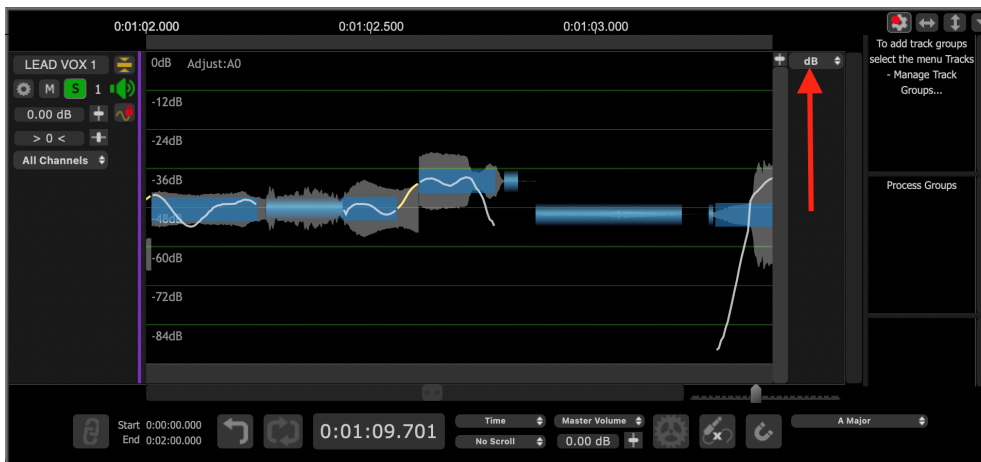 0:01:02.000
0:01:02.500
0:01:03.000
To add track groups
select the menu Tracks
- Manage Track
Groups...
LEAD VOX 1
0dB
Adjust:A0
dB
M
S
1
-12dB
0.00 dB
-24dB
> 0 <
All Channels
-36dB
Process Groups
-48dB
-60dB
-72dB
-84dB
Start 0:00:00.000
End 0:02:00.000
0:01:09.701
Time
No Scroll
Master Volume
0.00 dB
x
A Major